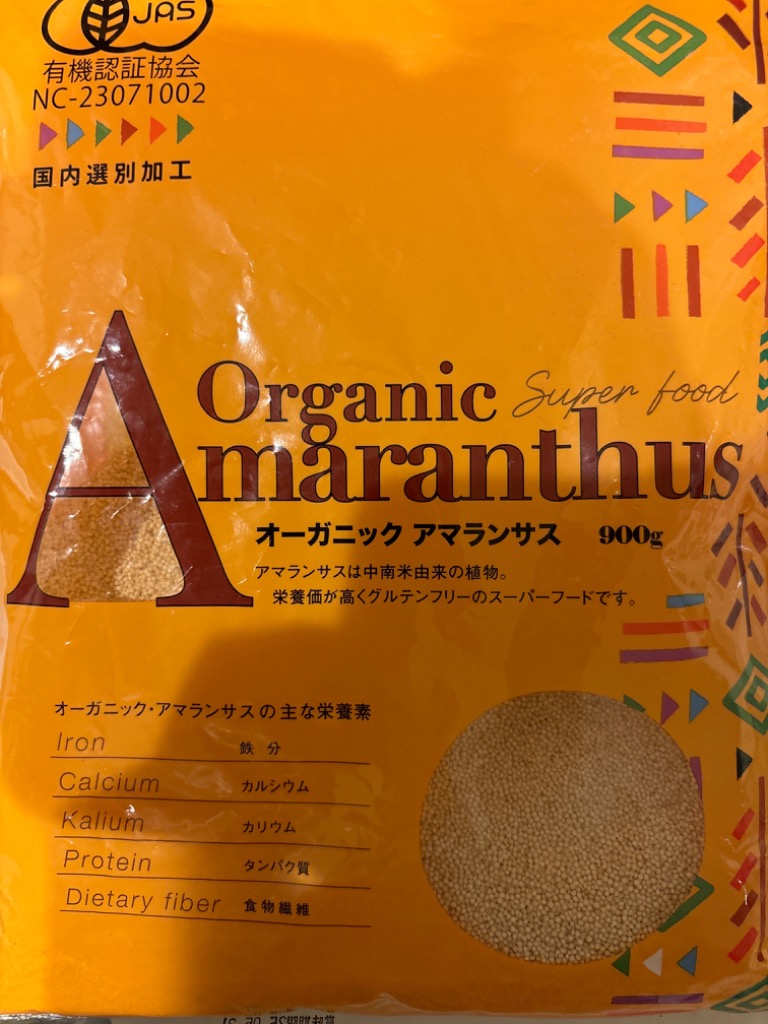 JAS
有機認証協会
NC-23071002
国内選別加工
Organic Super food
Amaranthus
オーガニック アマランサス 900g
アマランサスは中南米由来の植物。
栄養価が高くグルテンフリーのスーパーフードです。
オーガニック・アマランサスの主な栄養素
Iron 鉄 分
Calcium カルシウム
Kalium カリウム
Protein タンパク質
Dietary fiber 食物繊維